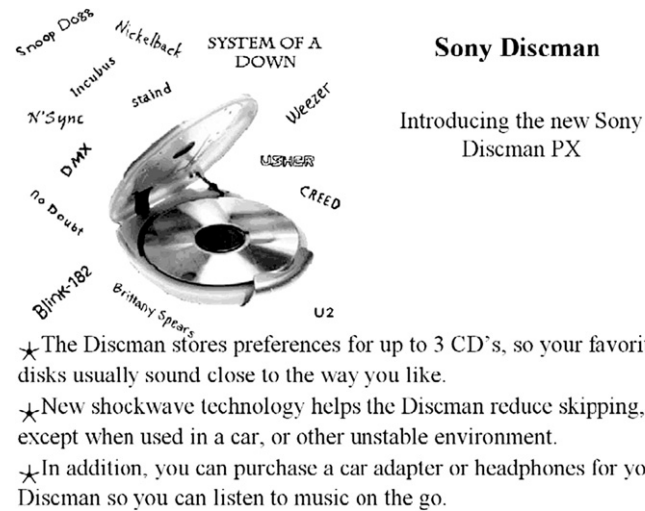 Snoop Dogg
Nickelback
SYSTEM OF A
DOWN
Incubus
staind
Weezer
N'Sync
DMX
USHER
CREED
no Doubt
Blink-182
Brittany Spears
U2
Sony Discman
Introducing the new Sony
Discman PX
★The Discman stores preferences for up to 3 CD's, so your favori
disks usually sound close to the way you like.
★New shockwave technology helps the Discman reduce skipping,
except when used in a car, or other unstable environment.
★In addition, you can purchase a car adapter or headphones for yo
Discman so you can listen to music on the go.